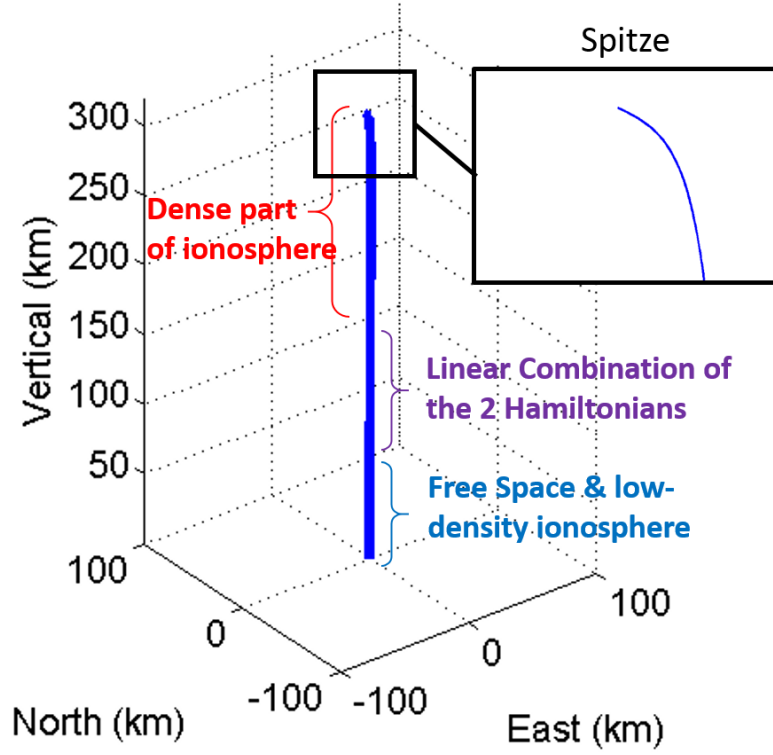 Spitze
300
250
200
150
100
50
Vertical (km)
Dense part
of ionosphere
Linear Combination of
the 2 Hamiltonians
Free Space & low-
density ionosphere
100
0
-100
North (km)
-100
0
100
East (km)